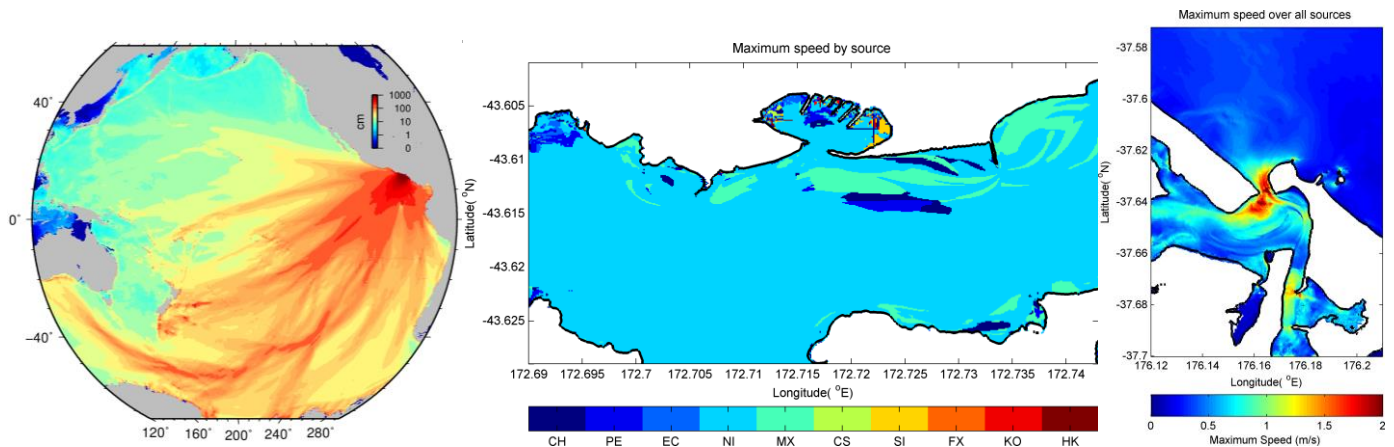 40°
0°
−40°
1000
100
10
1
0
cm
120° 160° 200° 240° 280°
Maximum speed by source
Latitude( °N)
-43.605
-43.61
-43.615
-43.62
-43.625
172.69 172.695 172.7 172.705 172.71 172.715 172.72 172.725 172.73 172.735 172.74
Longitude( °E)
CH PE EC NI MX CS SI FX KO HK
Maximum speed over all sources
Latitude( °N)
-37.58
-37.6
-37.62
-37.64
-37.66
-37.68
-37.7
176.12 176.14 176.16 176.18 176.2
Longitude( °E)
0 0.5 1 1.5 2
Maximum Speed (m/s)